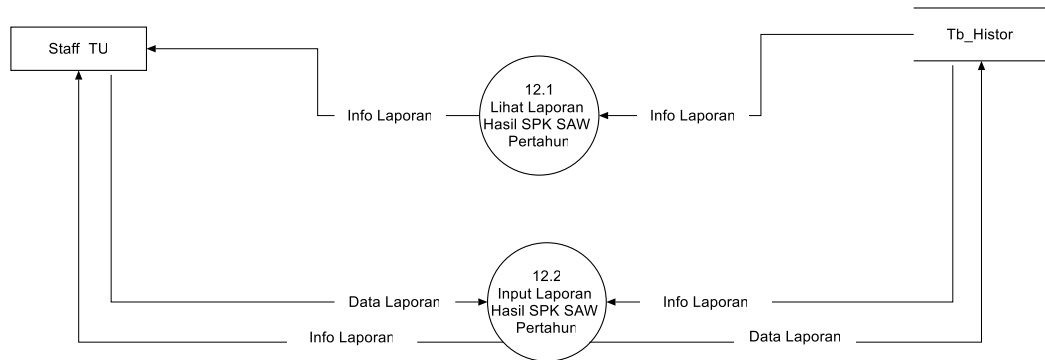 Staff TU
Tb_Histor
12.1
Lihat Laporan
Hasil SPK SAW
Pertahun
Info Laporan
Info Laporan
12.2
Input Laporan
Hasil SPK SAW
Pertahun
Data Laporan
Info Laporan
Info Laporan
Data Laporan